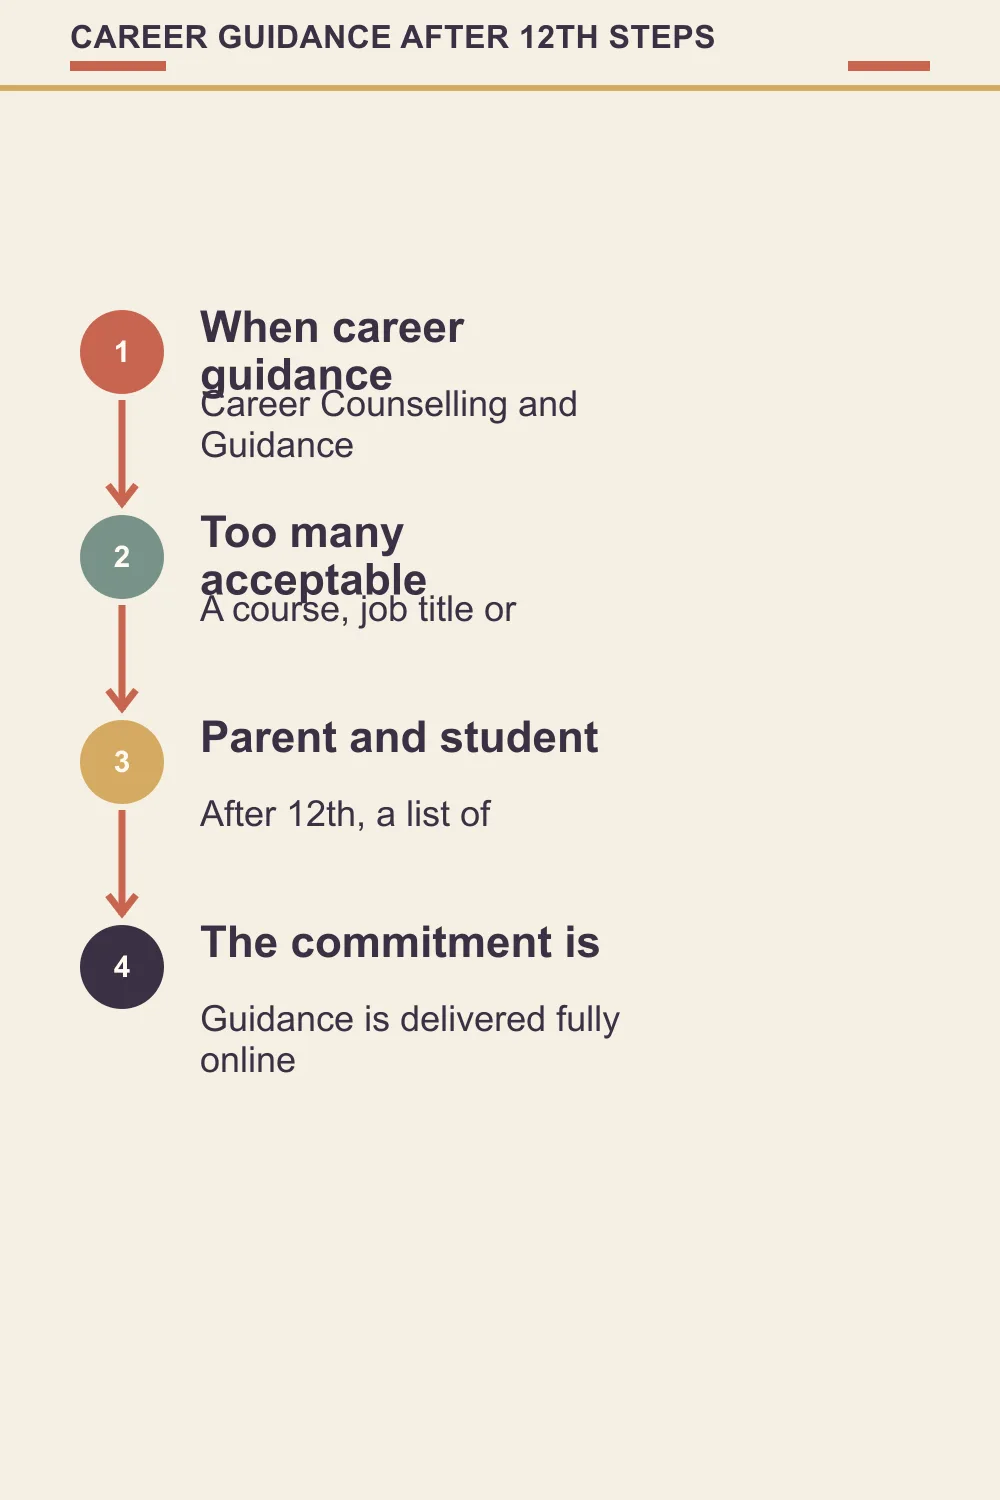 CAREER GUIDANCE AFTER 12TH STEPS
1
When career
guidance
Career Counselling and
Guidance
2
Too many
acceptable
A course, job title or
3
Parent and student
After 12th, a list of
4
The commitment is
Guidance is delivered fully
online